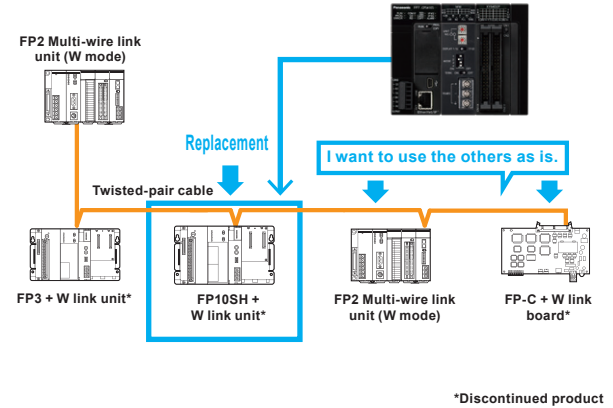 FP2 Multi-wire link
unit (W mode)
Panasonic
Replacement
I want to use the others as is.
Twisted-pair cable
FP3 + W link unit*
FP10SH +
W link unit*
FP2 Multi-wire link
unit (W mode)
FP-C + W link
board*
*Discontinued product